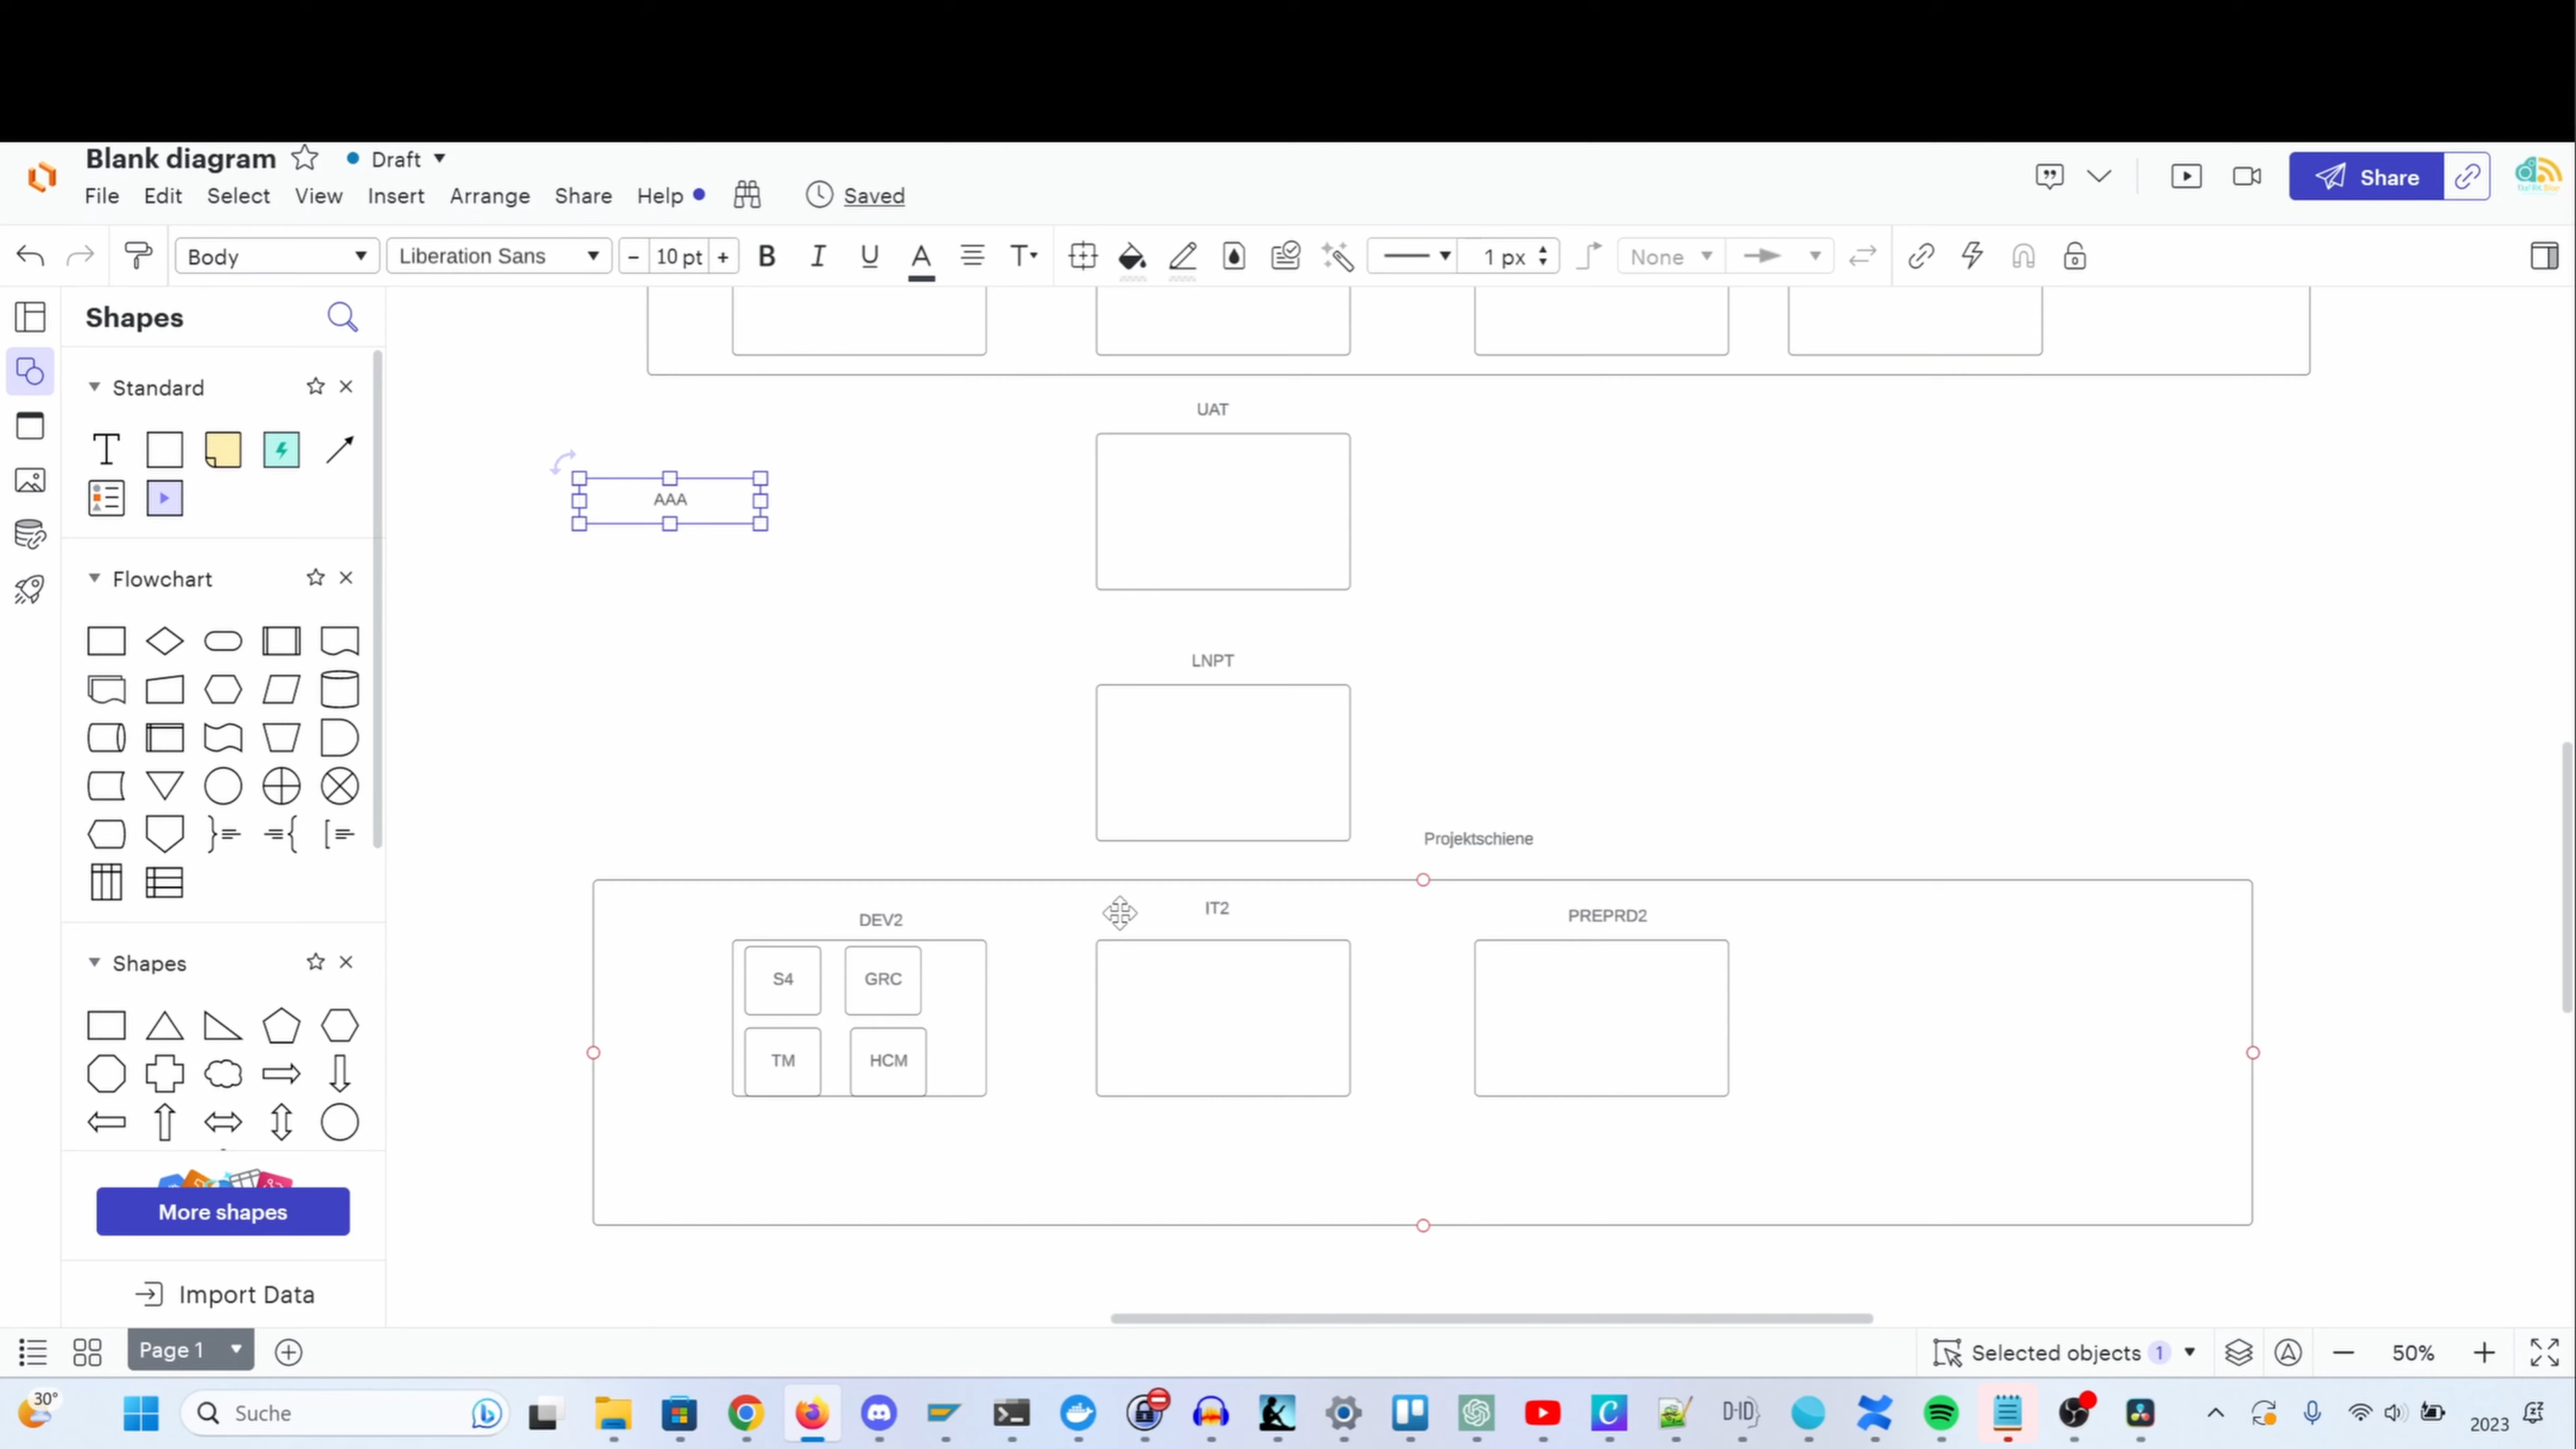 Blank diagram
Draft
File Edit Select View Insert Arrange Share Help
Saved
Share
Body
Liberation Sans
- 10 pt +
B I U A T
1 px
None
Shapes
Standard
T
Flowchart
Shapes
More shapes
Import Data
UAT
AAA
LNPT
Projektschiene
DEV2
IT2
PREPRD2
S4
GRC
TM
HCM
Page 1
Selected objects 1
50%
30°
Suche
D-ID
2023